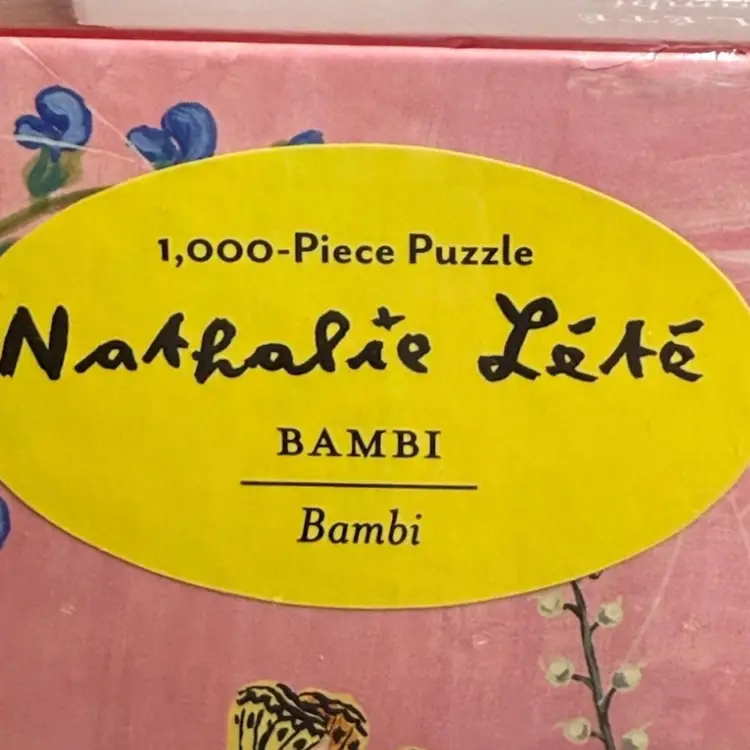 1,000-Piece Puzzle
Nathalie Lété
BAMBI
Bambi